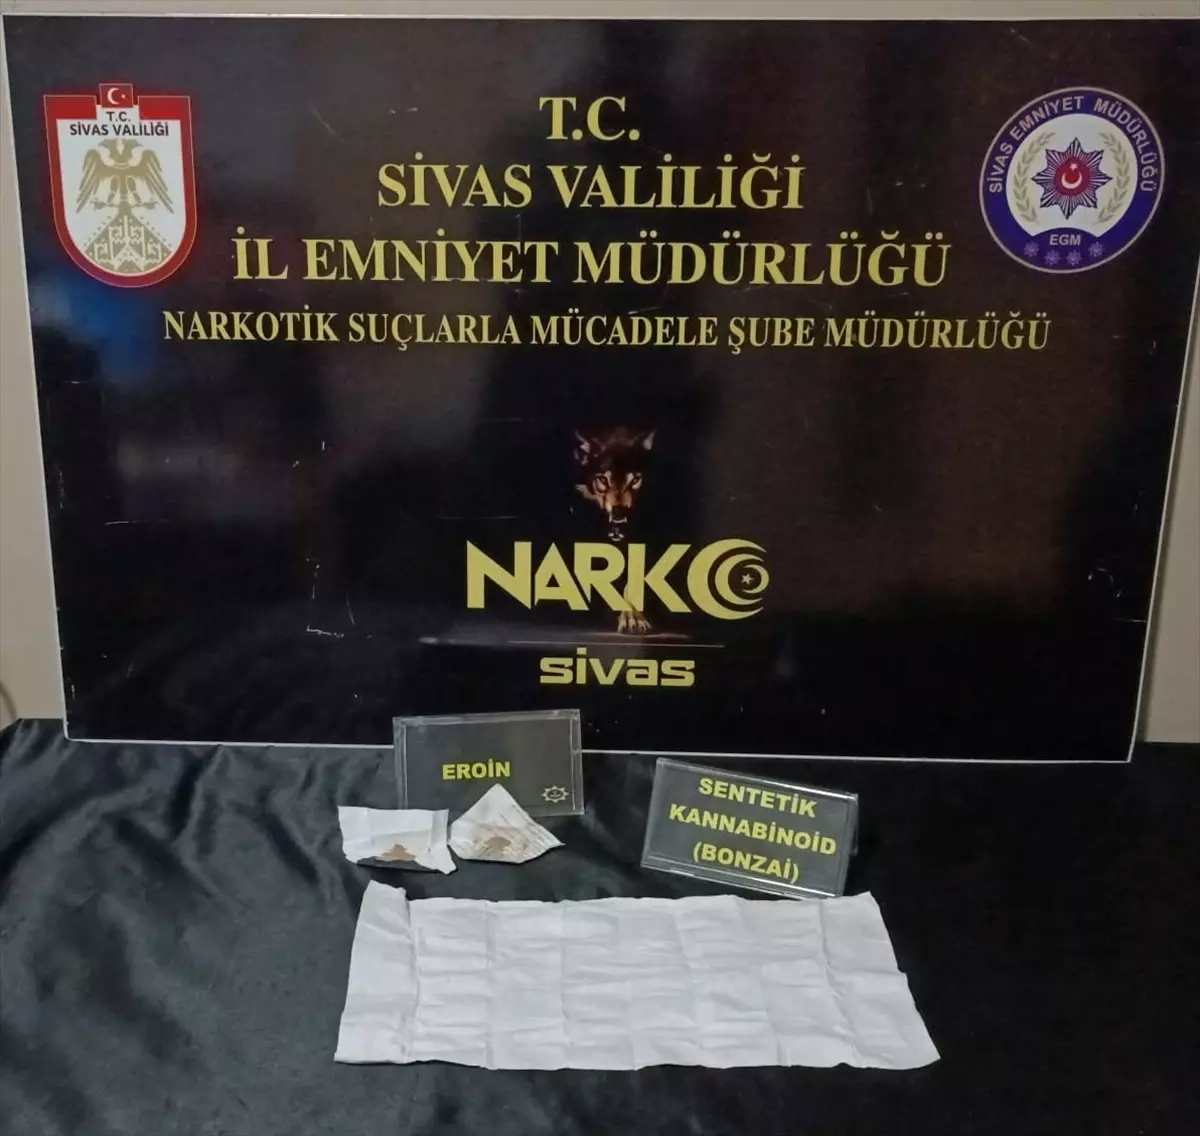 T.C.
SİVAS VALİLİĞİ
T.C.
SİVAS VALİLİĞİ
İL EMNİYET MÜDÜRLÜĞÜ
NARKOTİK SUÇLARLA MÜCADELE ŞUBE MÜDÜRLÜĞÜ
SİVAS EMNİYET MÜDÜRLÜĞÜ
EGM
NARKO
sivas
EROİN
SENTETİK
KANNABİNOİD
(BONZAİ)